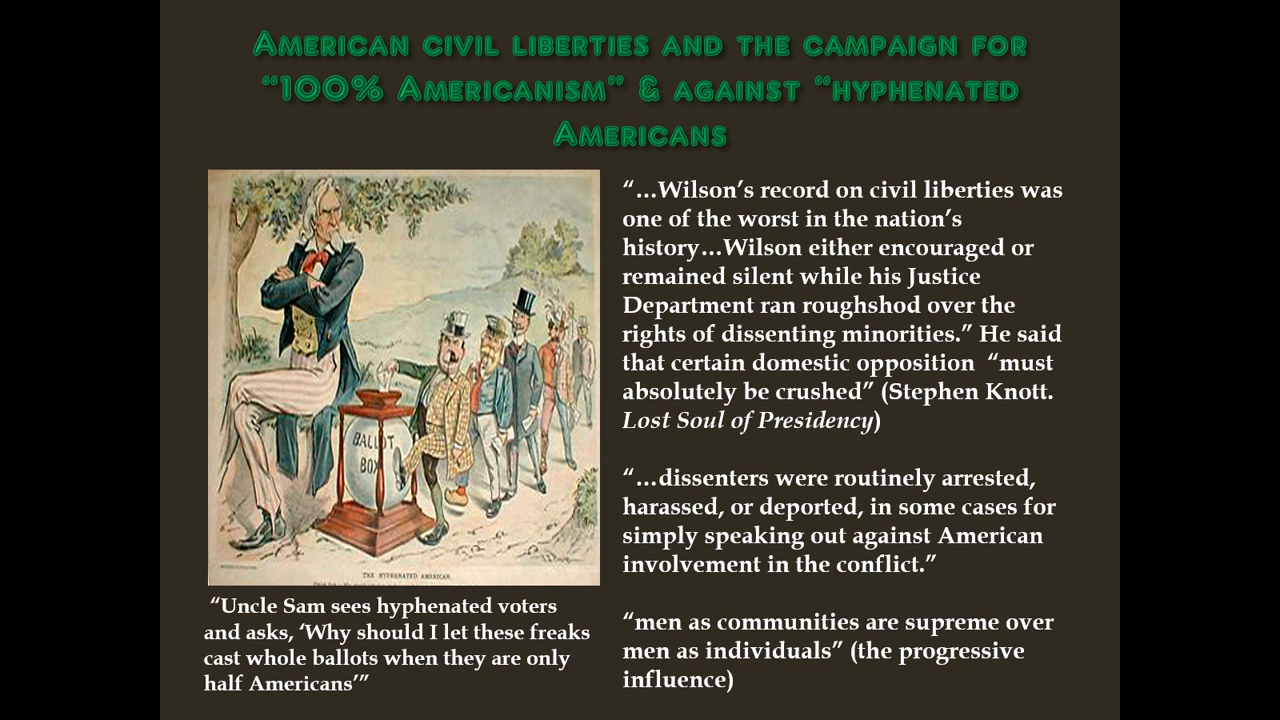 American civil liberties and the campaign for
“100% Americanism” & against “hyphenated
Americans
BALLOT
BOX
THE HYPHENATED AMERICAN.
“Uncle Sam sees hyphenated voters
and asks, ‘Why should I let these freaks
cast whole ballots when they are only
half Americans’”
“…Wilson’s record on civil liberties was
one of the worst in the nation’s
history…Wilson either encouraged or
remained silent while his Justice
Department ran roughshod over the
rights of dissenting minorities.” He said
that certain domestic opposition “must
absolutely be crushed” (Stephen Knott.
Lost Soul of Presidency)
“…dissenters were routinely arrested,
harassed, or deported, in some cases for
simply speaking out against American
involvement in the conflict.”
“men as communities are supreme over
men as individuals” (the progressive
influence)